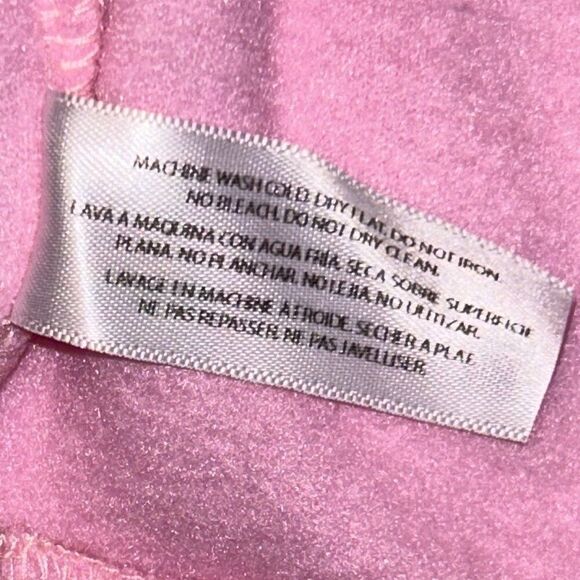 MACHINE WASH COLD. DRY FLAT. DO NOT IRON.
NO BLEACH. DO NOT DRY CLEAN.
LAVA A MAQUINA CON AGUA FRIA. SECA SOBRE SUPERFICIE
PLANA. NO PLANCHAR. NO LEJIA. NO UTILIZAR.
LAVAGE EN MACHINE A FROIDE. SECHER A PLAT
NE PAS REPASSER. NE PAS JAVELLISER.